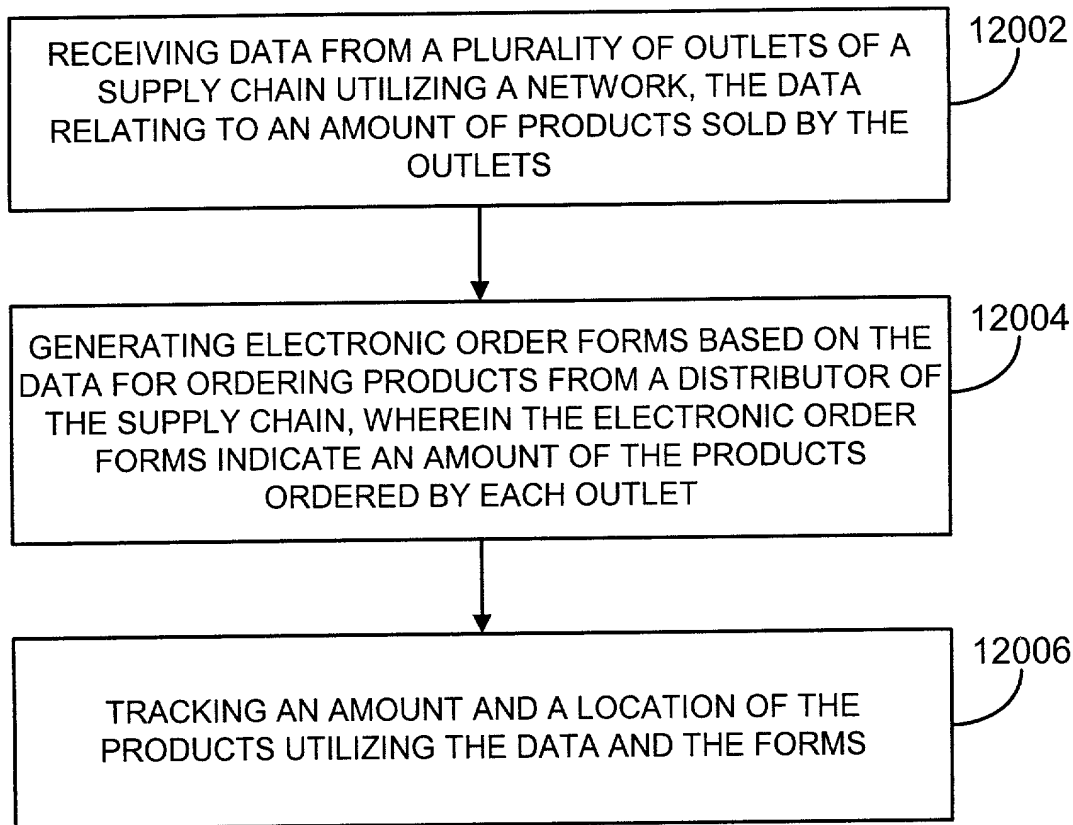 12002
RECEIVING DATA FROM A PLURALITY OF OUTLETS OF A
SUPPLY CHAIN UTILIZING A NETWORK, THE DATA
RELATING TO AN AMOUNT OF PRODUCTS SOLD BY THE
OUTLETS
12004
GENERATING ELECTRONIC ORDER FORMS BASED ON THE
DATA FOR ORDERING PRODUCTS FROM A DISTRIBUTOR OF
THE SUPPLY CHAIN, WHEREIN THE ELECTRONIC ORDER
FORMS INDICATE AN AMOUNT OF THE PRODUCTS
ORDERED BY EACH OUTLET
12006
TRACKING AN AMOUNT AND A LOCATION OF THE
PRODUCTS UTILIZING THE DATA AND THE FORMS